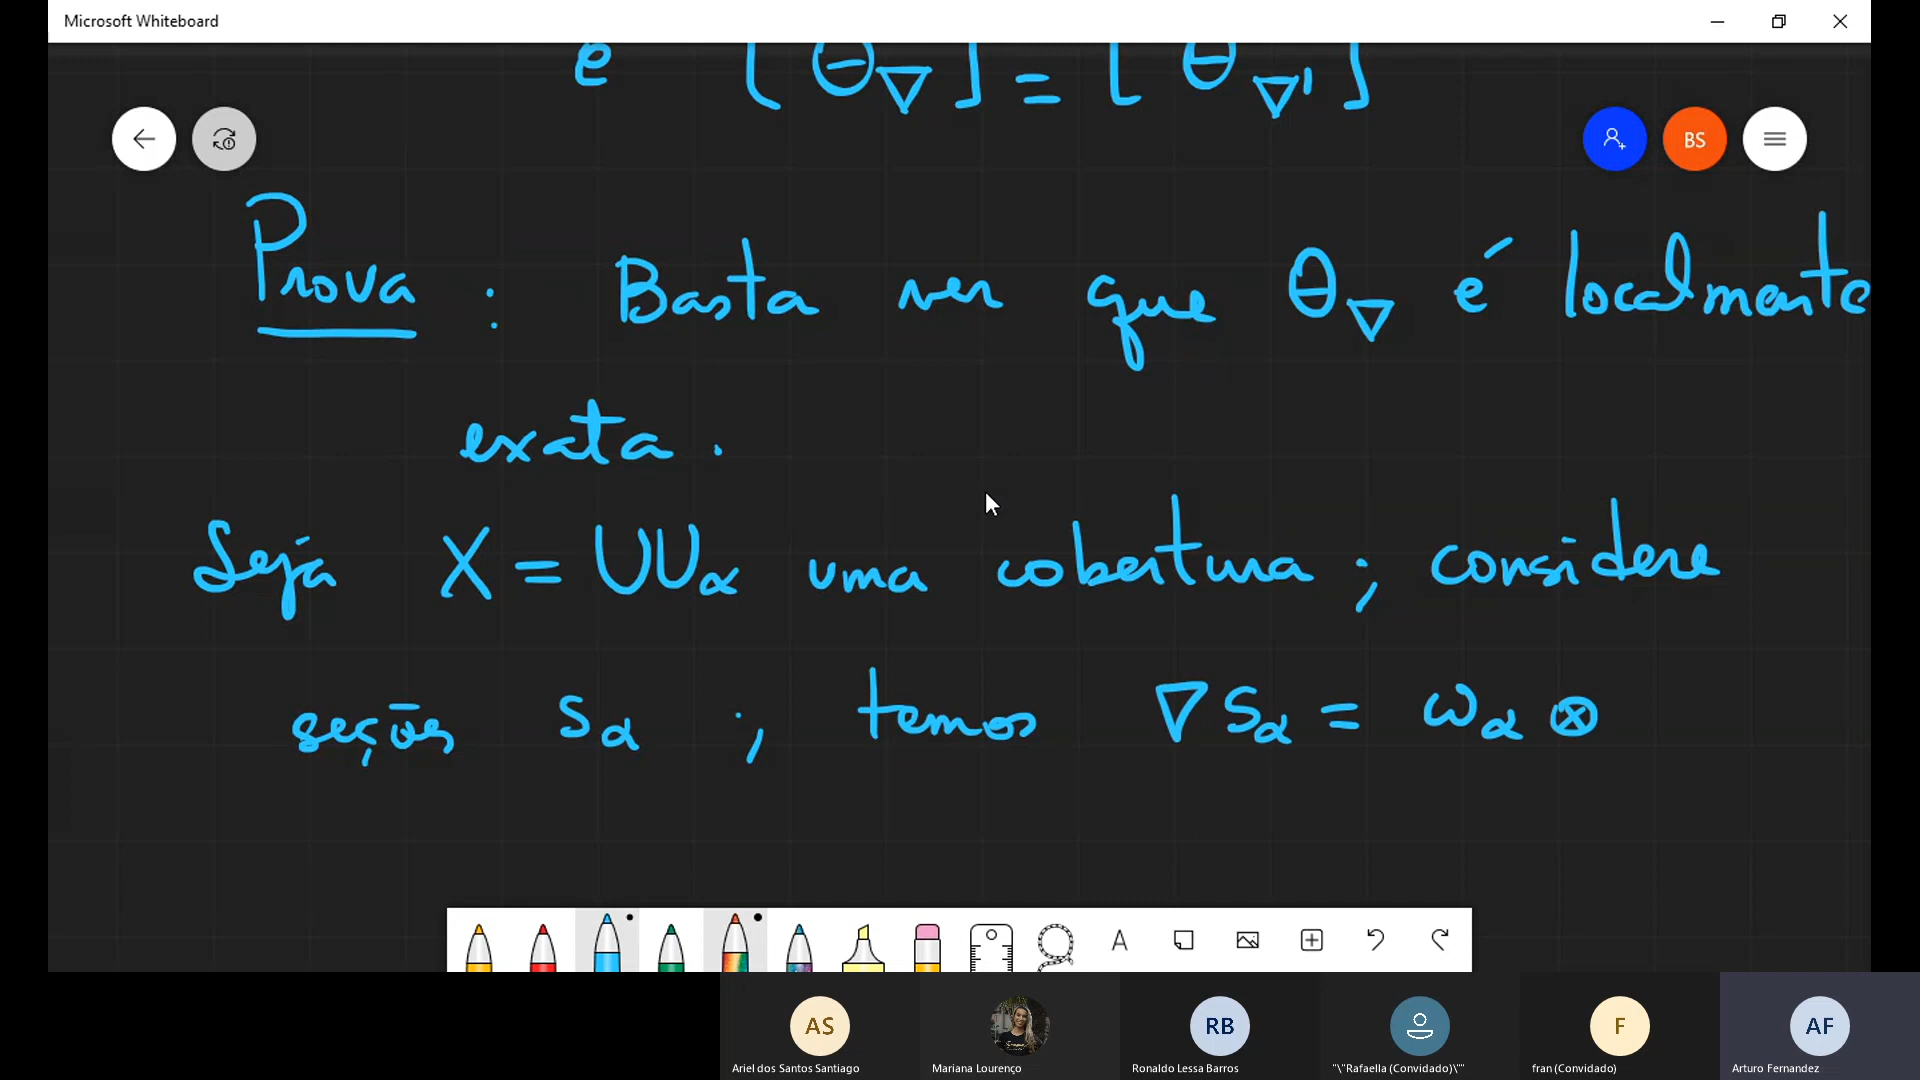 Microsoft Whiteboard
e [θ∇] = [θ∇']
BS
Prova : Basta ver que θ∇ é localmente
exata .
Seja X = ∪Uα uma cobertura ; considere
seções sα ; temos ∇sα = ωα ⊗
A
AS
RB
F
AF
Ariel dos Santos Santiago
Mariana Lourenço
Ronaldo Lessa Barros
"\"Rafaella (Convidado)\""
fran (Convidado)
Arturo Fernandez